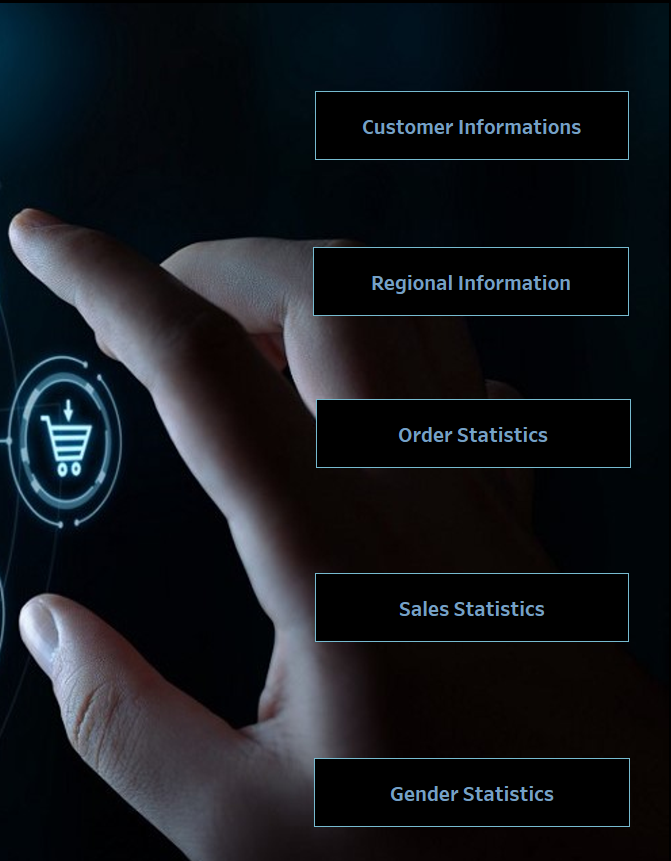 Customer Informations
Regional Information
Order Statistics
Sales Statistics
Gender Statistics